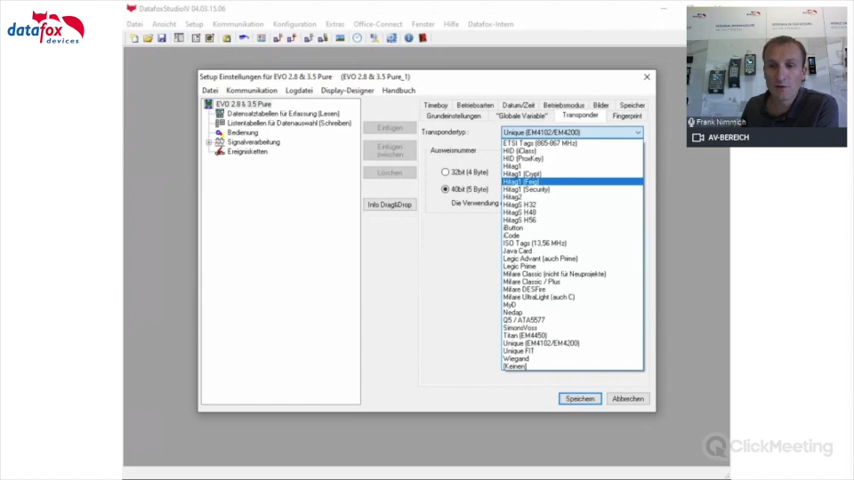 datafox
devices
DatafoxStudioIV 04.03.15.06
Datei Ansicht Setup Kommunikation Konfiguration Extras Office-Connect Fenster Hilfe Datafox-Intern
Setup Einstellungen für EVO 2.8 & 3.5 Pure (EVO 2.8 & 3.5 Pure_1)
Datei Kommunikation Logdatei Display-Designer Handbuch
EVO 2.8 & 3.5 Pure
Datensatztabellen für Erfassung (Lesen)
Listentabellen für Datenauswahl (Schreiben)
Bedienung
Signalverarbeitung
Ereignisketten
Einfügen
Einfügen
zwischen
Löschen
Info Drag&Drop
Timeboy Betriebsarten Datum/Zeit Betriebsmodus Bilder Speicher
Grundeinstellungen "Globale Variable" Transponder Fingerprint
Transpondertyp: Unique (EM4102/EM4200)
Ausweisnummer
32bit (4 Byte)
40bit (5 Byte)
Die Verwendung
ETSI Tags (865-867 MHz)
HID (iClass)
HID (ProxKey)
Hitag1
Hitag1 (Crypt)
Hitag1 (Feig)
Hitag1 (Security)
Hitag2
HitagS H32
HitagS H48
HitagS H56
iButton
iCode
ISO Tags (13,56 MHz)
Java Card
Legic Advant (auch Prime)
Legic Prime
Mifare Classic (nicht für Neuprojekte)
Mifare Classic / Plus
Mifare DESFire
Mifare UltraLight (auch C)
MyD
Nedap
Q5 / ATA5577
SimonsVoss
Titan (EM4450)
Unique (EM4102/EM4200)
Unique FIT
Wiegand
[Keinen]
Speichern Abbrechen
Frank Nimmich
AV-BEREICH
ClickMeeting